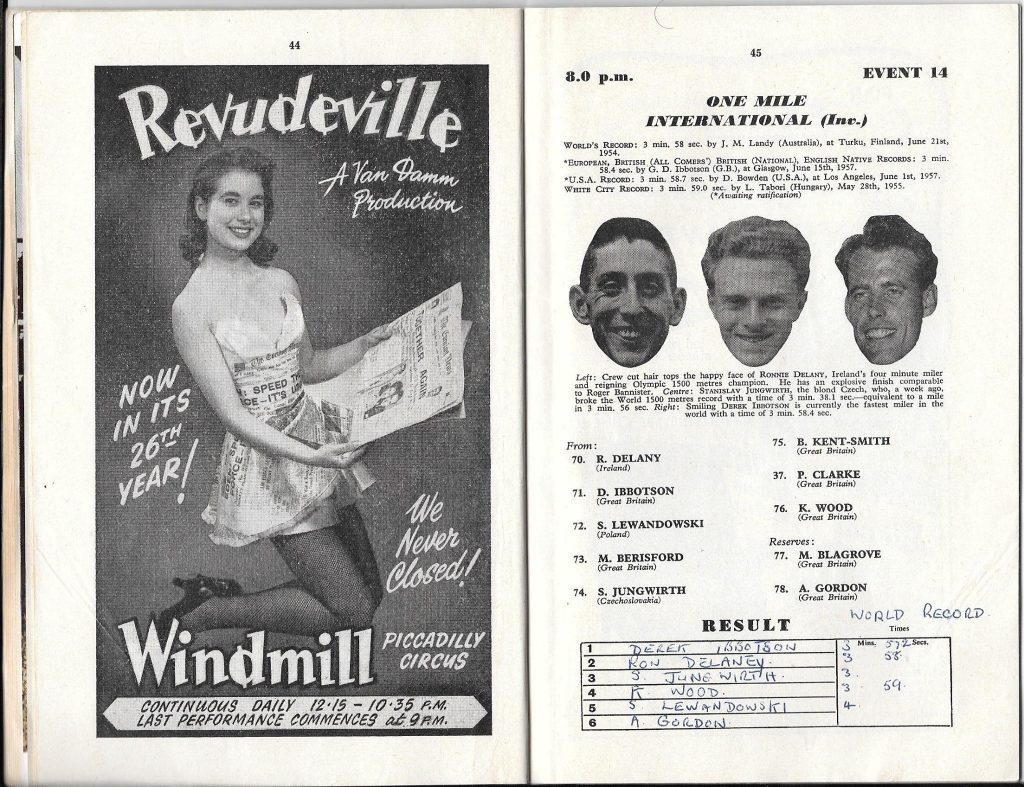 44
Revudeville
A Van Damm
Production
NOW
IN ITS
26TH
YEAR!
We
Never
Closed!
Windmill
PICCADILLY
CIRCUS
CONTINUOUS DAILY 12·15 - 10·35 P.M.
LAST PERFORMANCE COMMENCES at 9 P.M.
45
8.0 p.m. EVENT 14
ONE MILE
INTERNATIONAL (Inv.)
WORLD'S RECORD: 3 min. 58 sec. by J. M. Landy (Australia), at Turku, Finland, June 21st,
1954.
*EUROPEAN, BRITISH (ALL COMERS') BRITISH (NATIONAL), ENGLISH NATIVE RECORDS: 3 min.
58.4 sec. by G. D. Ibbotson (G.B.), at Glasgow, June 15th, 1957.
*U.S.A. RECORD: 3 min. 58.7 sec. by D. Bowden (U.S.A.), at Los Angeles, June 1st, 1957.
WHITE CITY RECORD: 3 min. 59.0 sec. by L. Tabori (Hungary), May 28th, 1955.
(*Awaiting ratification)
Left: Crew cut hair tops the happy face of RONNIE DELANY, Ireland's four minute miler
and reigning Olympic 1500 metres champion. He has an explosive finish comparable
to Roger Bannister. Centre: STANISLAV JUNGWIRTH, the blond Czech, who, a week ago,
broke the World 1500 metres record with a time of 3 min. 38.1 sec.—equivalent to a mile
in 3 min. 56 sec. Right: Smiling DEREK IBBOTSON is currently the fastest miler in the
world with a time of 3 min. 58.4 sec.
From:
70. R. DELANY
(Ireland)
71. D. IBBOTSON
(Great Britain)
72. S. LEWANDOWSKI
(Poland)
73. M. BERISFORD
(Great Britain)
74. S. JUNGWIRTH
(Czechoslovakia)
75. B. KENT-SMITH
(Great Britain)
37. P. CLARKE
(Great Britain)
76. K. WOOD
(Great Britain)
Reserves:
77. M. BLAGROVE
(Great Britain)
78. A. GORDON
(Great Britain)
WORLD RECORD.
RESULT Times
Mins. Secs.
1 DEREK IBBOTSON 3 57.2
2 RON DELANEY. 3 58.
3 S. JUNGWIRTH. 3.
4 K. WOOD. 3 59.
5 S. LEWANDOWSKI 4.
6 A. GORDON.